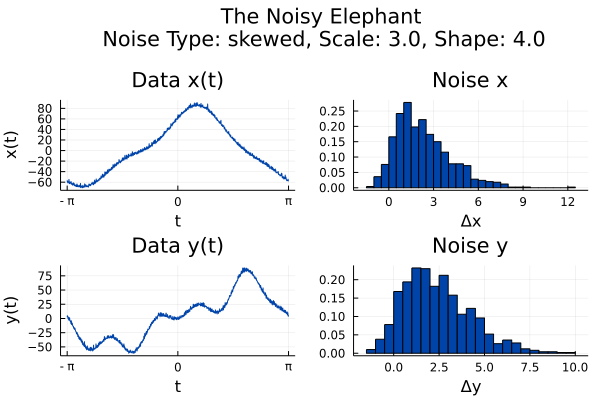 The Noisy Elephant
Noise Type: skewed, Scale: 3.0, Shape: 4.0
Data x(t)
x(t)
80
60
40
20
0
−20
−40
−60
- π
0
π
t
Noise x
0.25
0.20
0.15
0.10
0.05
0.00
0
3
6
9
12
Δx
Data y(t)
y(t)
75
50
25
0
−25
−50
- π
0
π
t
Noise y
0.20
0.15
0.10
0.05
0.00
0.0
2.5
5.0
7.5
10.0
Δy